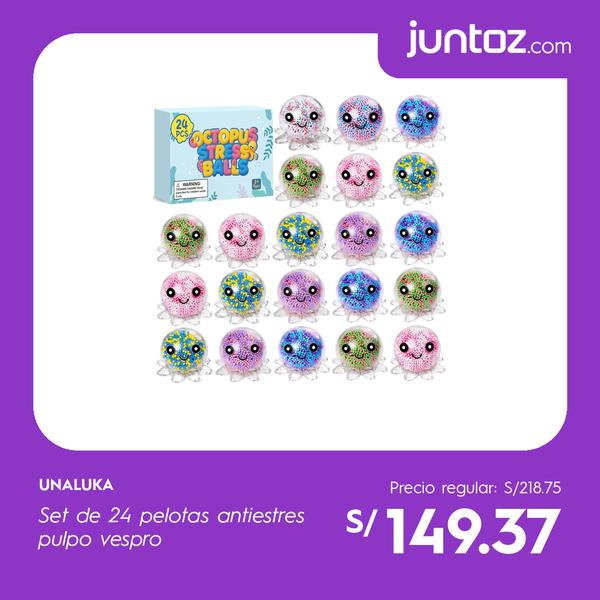 juntoz.com
24
PCS
OCTOPUS
STRESS
BALLS
WARNING:
UNALUKA
Set de 24 pelotas antiestres
pulpo vespro
Precio regular: S/218.75
S/149.37